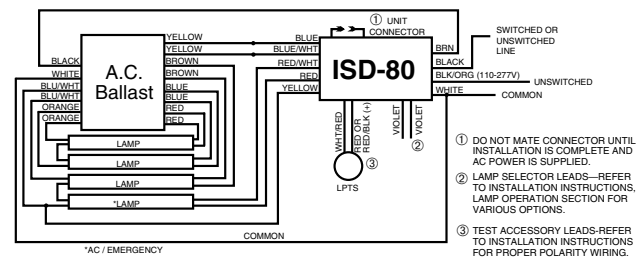 ① UNIT
CONNECTOR
SWITCHED OR
UNSWITCHED
LINE
YELLOW
YELLOW
BROWN
BROWN
BLUE
BLUE
RED
RED
BLACK
WHITE
BLU/WHT
BLU/WHT
ORANGE
ORANGE
A.C.
Ballast
BLUE
BLUE/WHT
RED/WHT
RED
YELLOW
ISD-80
BRN
BLACK
BLK/ORG (110-277V)
UNSWITCHED
WHITE
COMMON
WHT/RED
RED OR
RED/BLK (+)
VIOLET
VIOLET
②
③
LPTS
LAMP
LAMP
LAMP
*LAMP
COMMON
*AC / EMERGENCY
① DO NOT MATE CONNECTOR UNTIL
INSTALLATION IS COMPLETE AND
AC POWER IS SUPPLIED.
② LAMP SELECTOR LEADS—REFER
TO INSTALLATION INSTRUCTIONS,
LAMP OPERATION SECTION FOR
VARIOUS OPTIONS.
③ TEST ACCESSORY LEADS-REFER
TO INSTALLATION INSTRUCTIONS
FOR PROPER POLARITY WIRING.